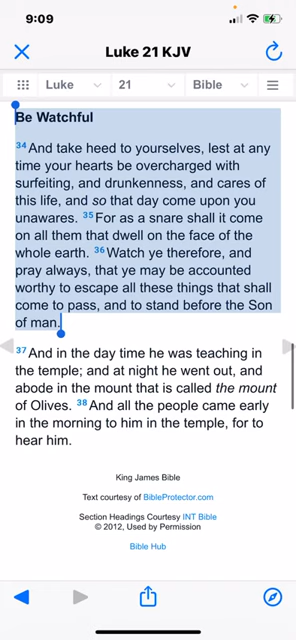 9:09
Luke 21 KJV
Luke 21 Bible
Be Watchful
34 And take heed to yourselves, lest at any
time your hearts be overcharged with
surfeiting, and drunkenness, and cares of
this life, and so that day come upon you
unawares. 35 For as a snare shall it come
on all them that dwell on the face of the
whole earth. 36 Watch ye therefore, and
pray always, that ye may be accounted
worthy to escape all these things that shall
come to pass, and to stand before the Son
of man.
37 And in the day time he was teaching in
the temple; and at night he went out, and
abode in the mount that is called the mount
of Olives. 38 And all the people came early
in the morning to him in the temple, for to
hear him.
King James Bible
Text courtesy of BibleProtector.com
Section Headings Courtesy INT Bible
© 2012, Used by Permission
Bible Hub